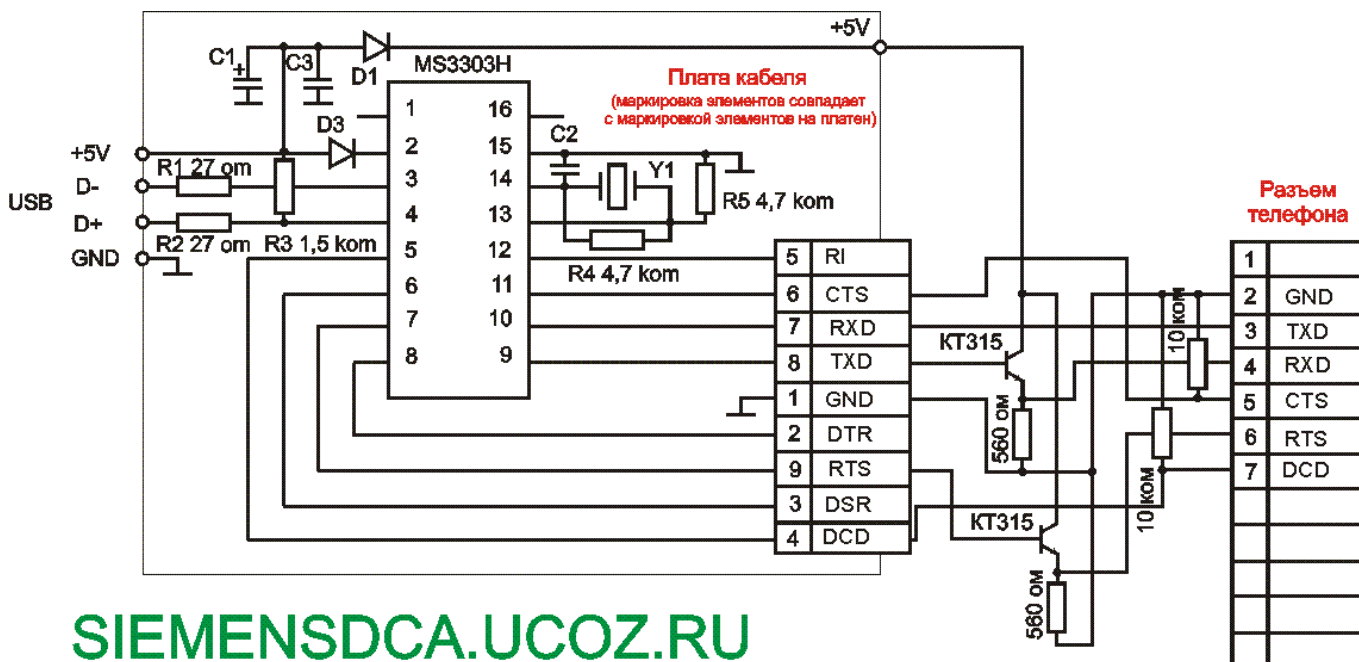 +5V
C1
+
C3
D1
MS3303H
Плата кабеля
(маркировка элементов совпадает
с маркировкой элементов на платен)
1
16
D3
C2
2
15
+5V
R1 27 om
Y1
3
14
D-
USB
R5 4,7 kom
4
13
D+
R2 27 om
R3 1,5 kom
GND
5
12
R4 4,7 kom
6
11
7
10
8
9
5 RI
6 CTS
7 RXD
8 TXD
1 GND
2 DTR
9 RTS
3 DSR
4 DCD
КТ315
560 ом
КТ315
560 ом
10 ком
10 ком
Разъем
телефона
1
2 GND
3 TXD
4 RXD
5 CTS
6 RTS
7 DCD
SIEMENSDCA.UCOZ.RU